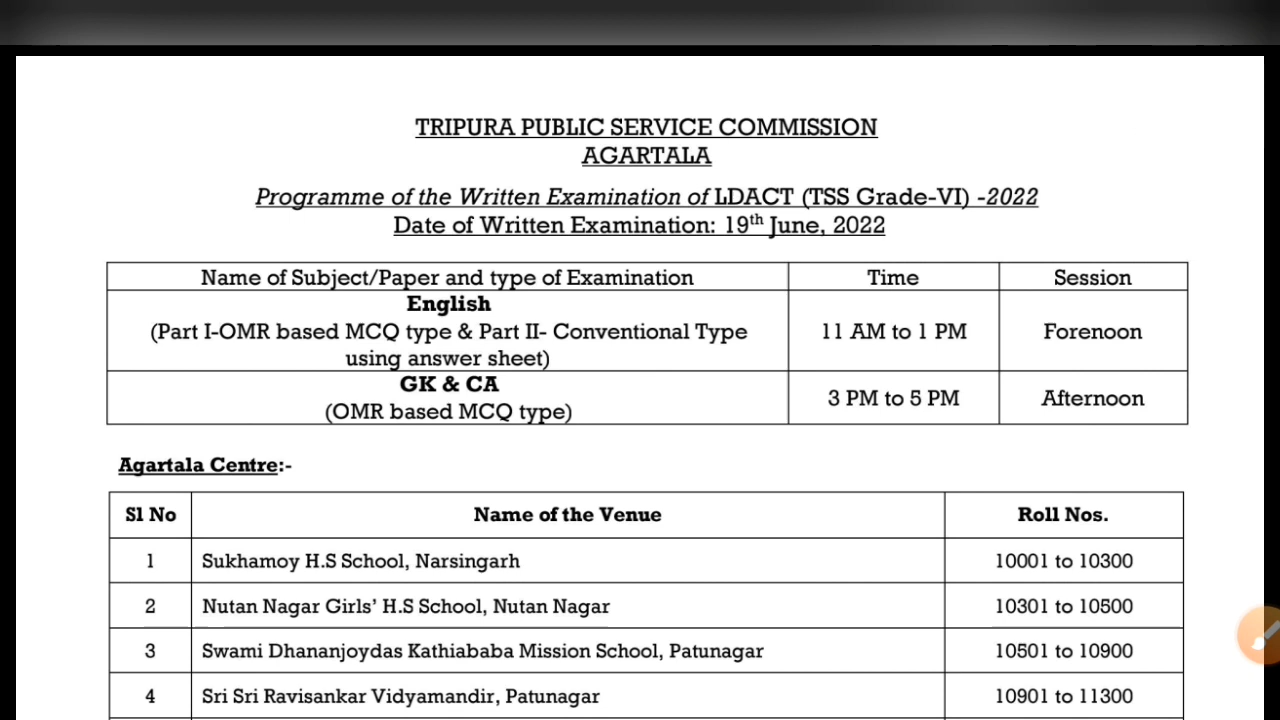 TRIPURA PUBLIC SERVICE COMMISSION
AGARTALA
Programme of the Written Examination of LDACT (TSS Grade-VI) -2022
Date of Written Examination: 19th June, 2022
Name of Subject/Paper and type of Examination Time Session
English
(Part I-OMR based MCQ type & Part II- Conventional Type
using answer sheet)
11 AM to 1 PM Forenoon
GK & CA
(OMR based MCQ type)
3 PM to 5 PM Afternoon
Agartala Centre:-
Sl No Name of the Venue Roll Nos.
1 Sukhamoy H.S School, Narsingarh 10001 to 10300
2 Nutan Nagar Girls’ H.S School, Nutan Nagar 10301 to 10500
3 Swami Dhananjoydas Kathiababa Mission School, Patunagar 10501 to 10900
4 Sri Sri Ravisankar Vidyamandir, Patunagar 10901 to 11300